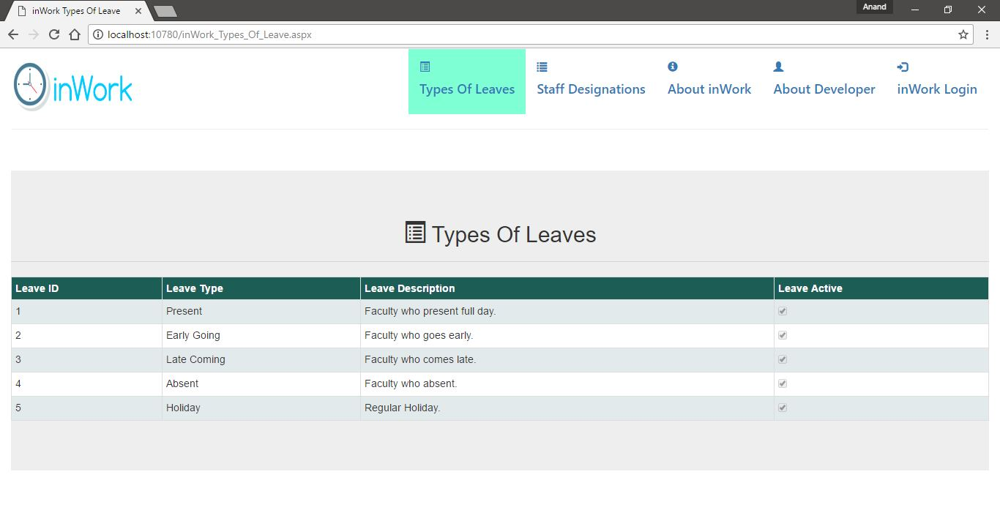 inWork Types Of Leave
Anand
localhost:10780/inWork_Types_Of_Leave.aspx
inWork
Types Of Leaves
Staff Designations
About inWork
About Developer
inWork Login
Types Of Leaves
Leave ID Leave Type Leave Description Leave Active
1 Present Faculty who present full day.
2 Early Going Faculty who goes early.
3 Late Coming Faculty who comes late.
4 Absent Faculty who absent.
5 Holiday Regular Holiday.